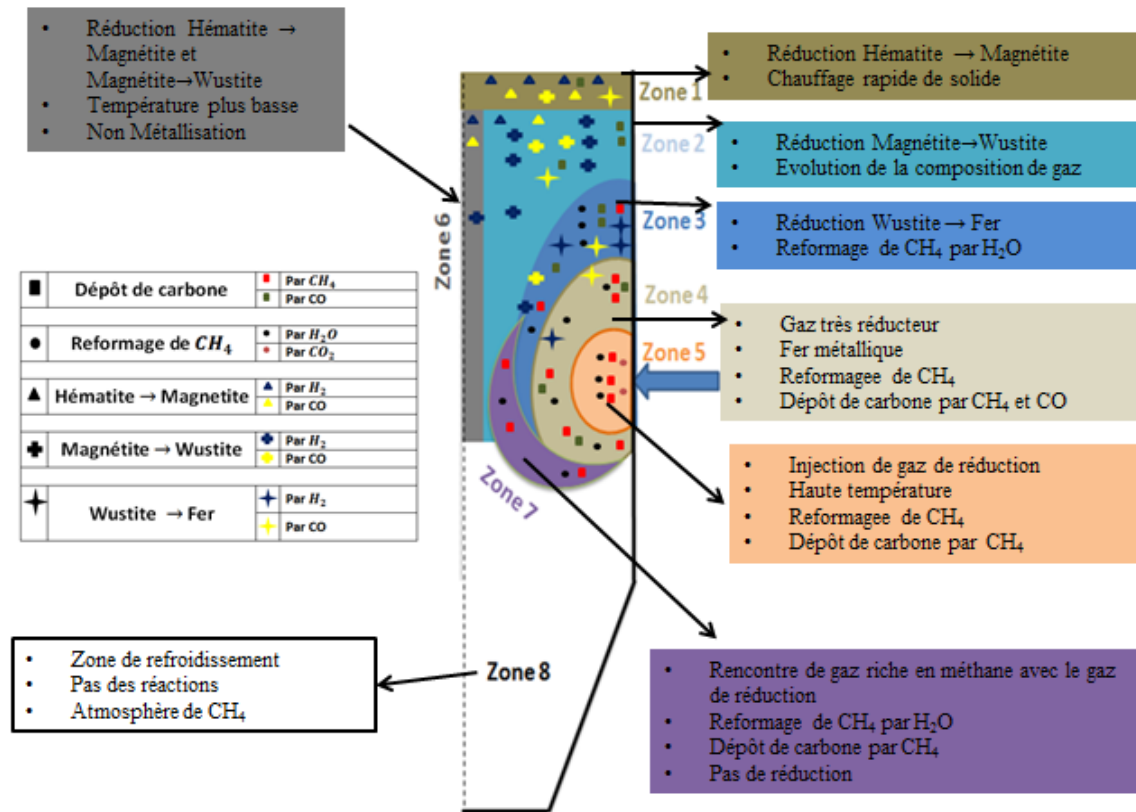 • Réduction Hématite →
Magnétite et
Magnétite→Wustite
• Température plus basse
• Non Métallisation
• Réduction Hématite → Magnétite
• Chauffage rapide de solide
Zone 1
Zone 2
• Réduction Magnétite→Wustite
• Evolution de la composition de gaz
Zone 3
• Réduction Wustite → Fer
• Reformage de CH₄ par H₂O
Zone 6
Dépôt de carbone
Par CH₄
Par CO
Reformage de CH₄
Par H₂O
Par CO₂
Hématite → Magnetite
Par H₂
Par CO
Magnétite → Wustite
Par H₂
Par CO
Wustite → Fer
Par H₂
Par CO
Zone 4
• Gaz très réducteur
• Fer métallique
• Reformagee de CH₄
• Dépôt de carbone par CH₄ et CO
Zone 5
• Injection de gaz de réduction
• Haute température
• Reformagee de CH₄
• Dépôt de carbone par CH₄
Zone 7
• Zone de refroidissement
• Pas des réactions
• Atmosphère de CH₄
Zone 8
• Rencontre de gaz riche en méthane avec le gaz
de réduction
• Reformage de CH₄ par H₂O
• Dépôt de carbone par CH₄
• Pas de réduction